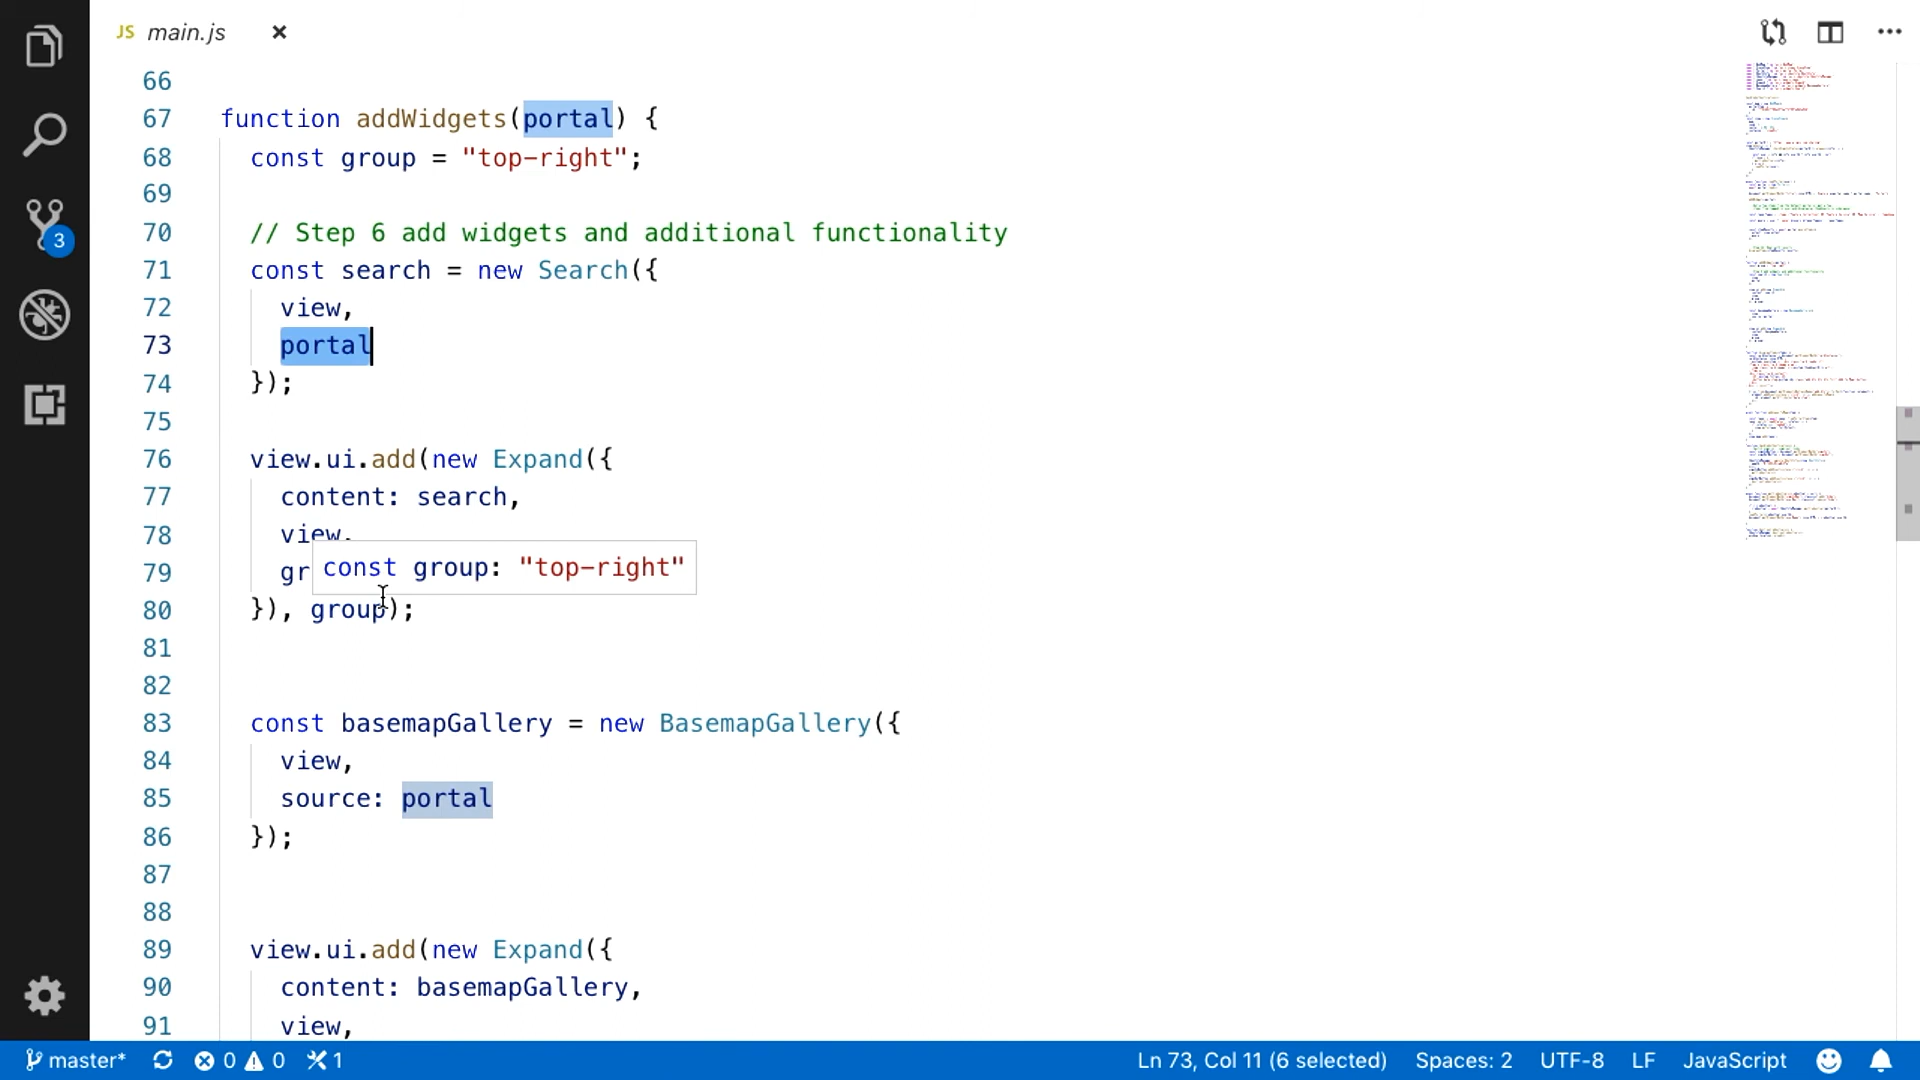 JS main.js ×
66
67 function addWidgets(portal) {
68 const group = "top-right";
69
70 // Step 6 add widgets and additional functionality
71 const search = new Search({
72 view,
73 portal
74 });
75
76 view.ui.add(new Expand({
77 content: search,
78 view,
const group: "top-right"
79 gr
80 }), group);
81
82
83 const basemapGallery = new BasemapGallery({
84 view,
85 source: portal
86 });
87
88
89 view.ui.add(new Expand({
90 content: basemapGallery,
91 view,
3
master* 0 0 1 Ln 73, Col 11 (6 selected) Spaces: 2 UTF-8 LF JavaScript